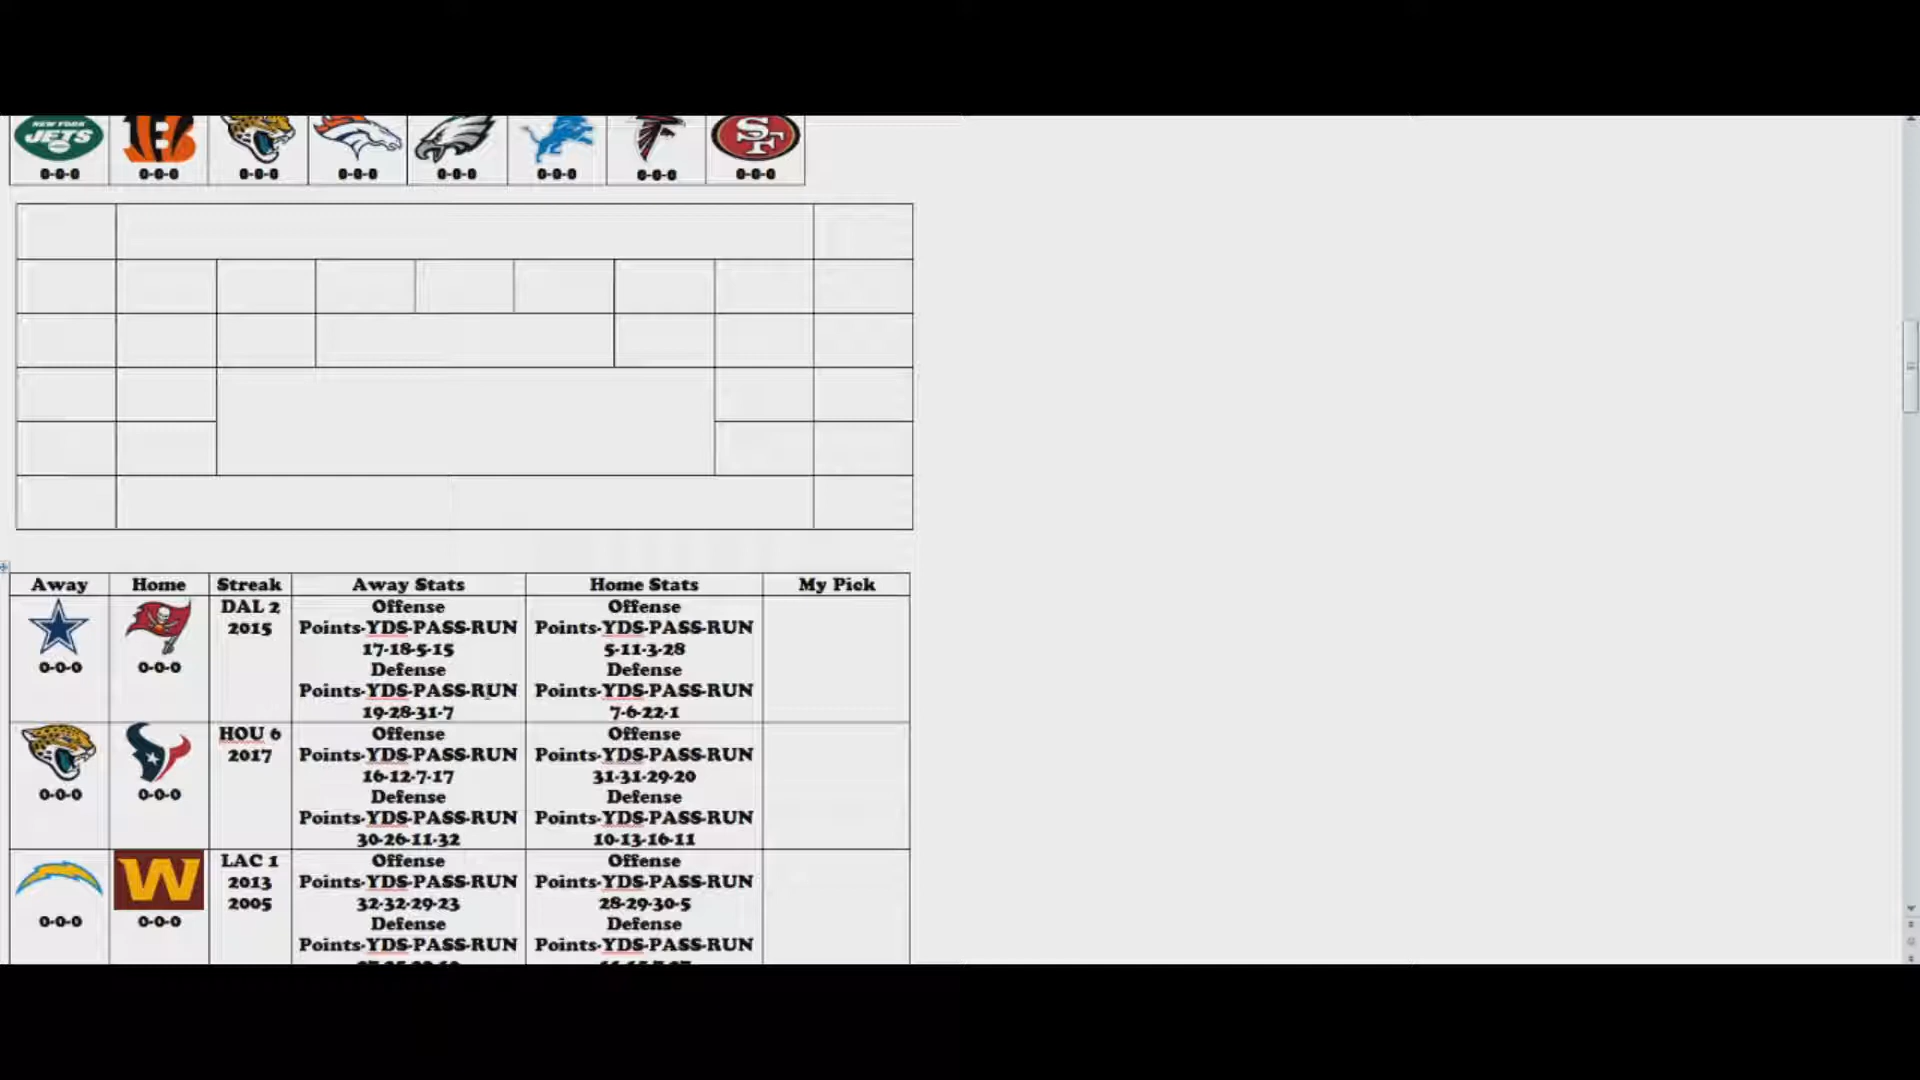 NEW YORK
JETS
B
SF
0-0-0 0-0-0 0-0-0 0-0-0 0-0-0 0-0-0 0-0-0 0-0-0
Away Home Streak Away Stats Home Stats My Pick
DAL 2 Offense Offense
2015 Points-YDS-PASS-RUN Points-YDS-PASS-RUN
17-18-5-15 5-11-3-28
0-0-0 0-0-0 Defense Defense
Points-YDS-PASS-RUN Points-YDS-PASS-RUN
19-28-31-7 7-6-22-1
HOU 6 Offense Offense
2017 Points-YDS-PASS-RUN Points-YDS-PASS-RUN
16-12-7-17 31-31-29-20
0-0-0 0-0-0 Defense Defense
Points-YDS-PASS-RUN Points-YDS-PASS-RUN
30-26-11-32 10-13-16-11
LAC 1 Offense Offense
W 2013 Points-YDS-PASS-RUN Points-YDS-PASS-RUN
2005 32-32-29-23 28-29-30-5
0-0-0 0-0-0 Defense Defense
Points-YDS-PASS-RUN Points-YDS-PASS-RUN